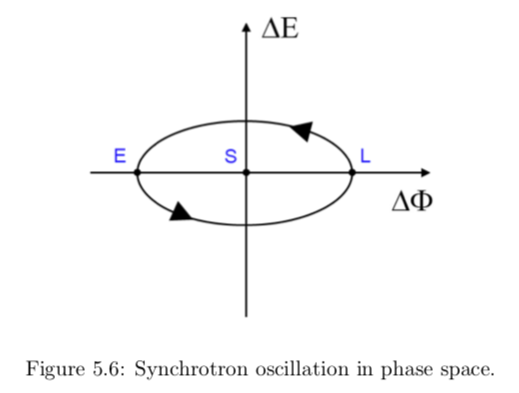 ΔE
E S L
ΔΦ
Figure 5.6: Synchrotron oscillation in phase space.